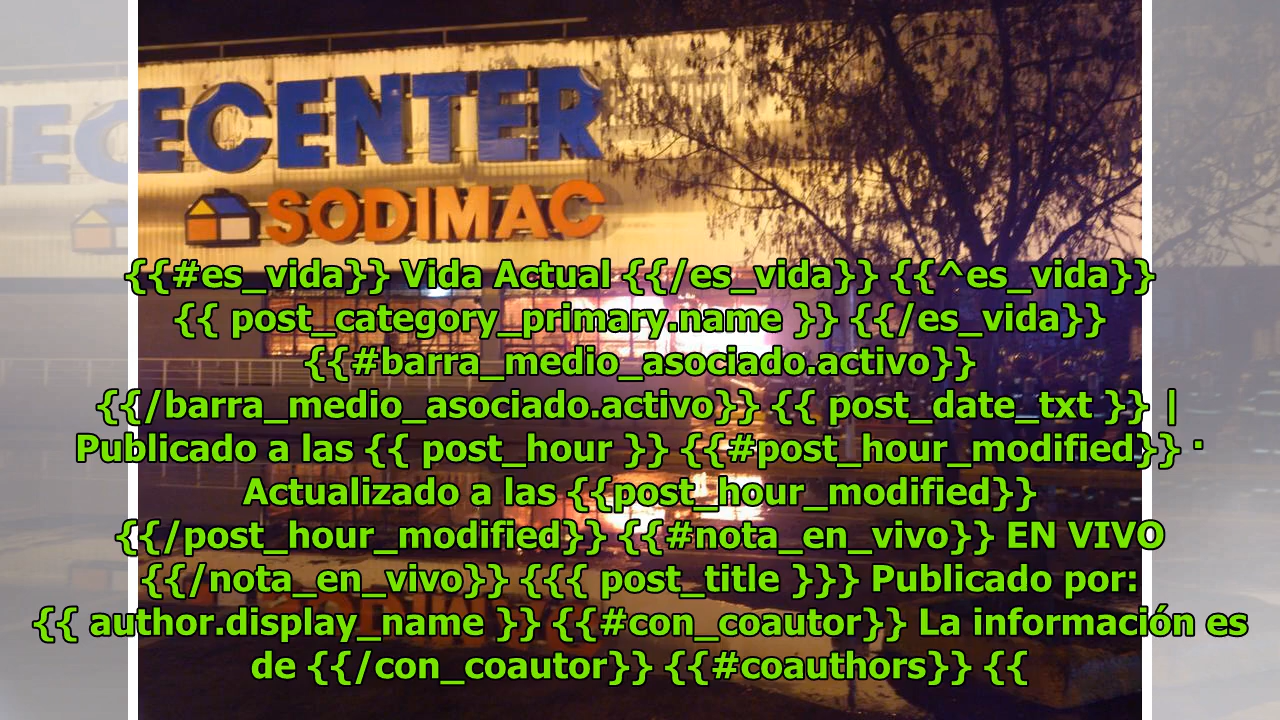 ECENTER
SODIMAC
{{#es_vida}} Vida Actual {{/es_vida}} {{^es_vida}}
{{ post_category_primary.name }} {{/es_vida}}
{{#barra_medio_asociado.activo}}
{{/barra_medio_asociado.activo}} {{ post_date_txt }} |
Publicado a las {{ post_hour }} {{#post_hour_modified}} ·
Actualizado a las {{post_hour_modified}}
{{/post_hour_modified}} {{#nota_en_vivo}} EN VIVO
{{/nota_en_vivo}} {{{ post_title }}} Publicado por:
{{ author.display_name }} {{#con_coautor}} La información es
de {{/con_coautor}} {{#coauthors}} {{